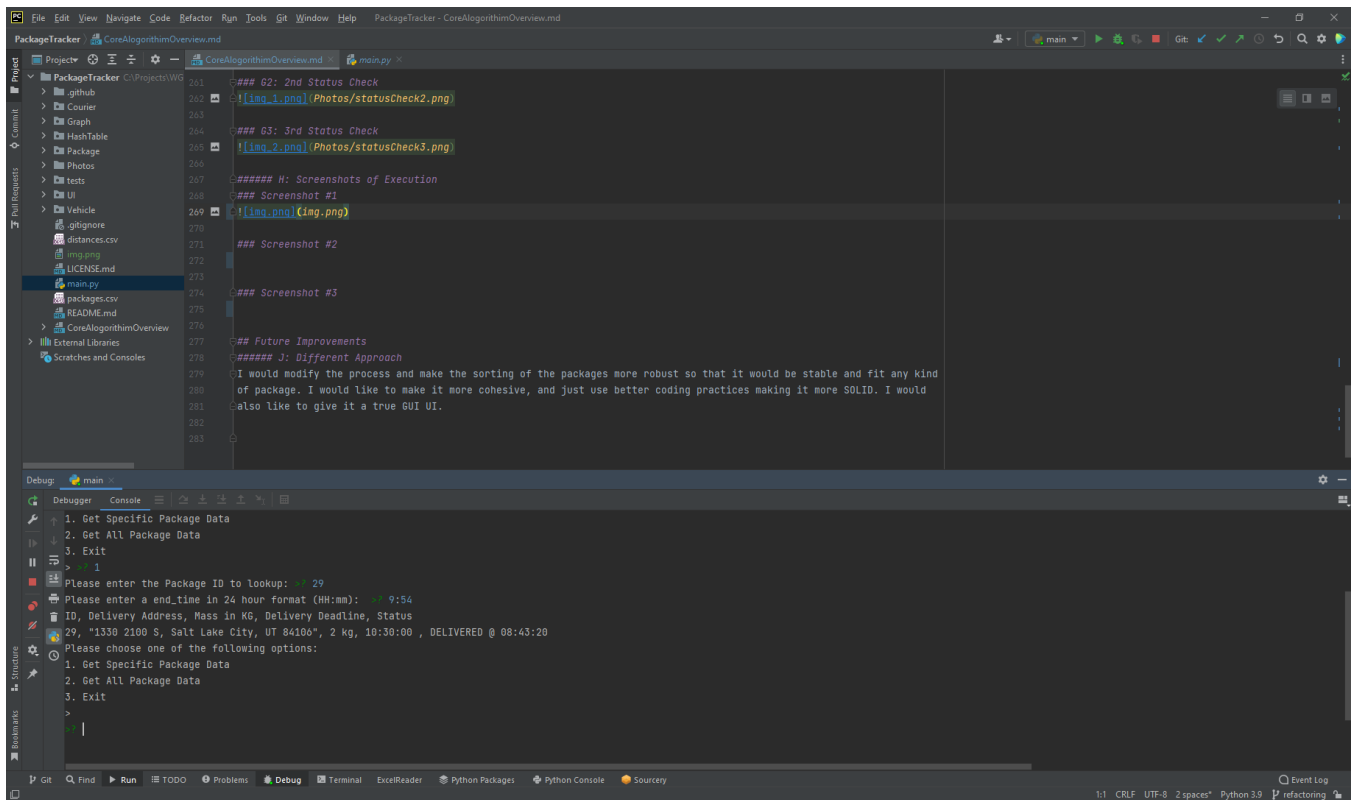 PC File Edit View Navigate Code Refactor Run Tools Git Window Help PackageTracker - CoreAlogorithimOverview.md
PackageTracker CoreAlogorithimOverview.md main Git:
Project CoreAlogorithimOverview.md main.py
PackageTracker C:\Projects\WG
.github
Courier
Graph
HashTable
Package
Photos
tests
UI
Vehicle
.gitignore
distances.csv
img.png
LICENSE.md
main.py
packages.csv
README.md
CoreAlogorithimOverview
External Libraries
Scratches and Consoles
Project
Commit
Pull Requests
261 ### G2: 2nd Status Check
262 ![img_1.png](Photos/statusCheck2.png)
263
264 ### G3: 3rd Status Check
265 ![img_2.png](Photos/statusCheck3.png)
266
267 ###### H: Screenshots of Execution
268 ### Screenshot #1
269 ![img.png](img.png)
270
271 ### Screenshot #2
272
273
274 ### Screenshot #3
275
276
277 ## Future Improvements
278 ###### J: Different Approach
279 I would modify the process and make the sorting of the packages more robust so that it would be stable and fit any kind
280 of package. I would like to make it more cohesive, and just use better coding practices making it more SOLID. I would
281 also like to give it a true GUI UI.
282
283
Debug: main
Debugger Console
1. Get Specific Package Data
2. Get All Package Data
3. Exit
> >? 1
Please enter the Package ID to lookup: >? 29
Please enter a end_time in 24 hour format (HH:mm): >? 9:54
ID, Delivery Address, Mass in KG, Delivery Deadline, Status
29, "1330 2100 S, Salt Lake City, UT 84106", 2 kg, 10:30:00 , DELIVERED @ 08:43:20
Please choose one of the following options:
1. Get Specific Package Data
2. Get All Package Data
3. Exit
>
>?
Structure
Bookmarks
Git Find Run TODO Problems Debug Terminal ExcelReader Python Packages Python Console Sourcery Event Log
1:1 CRLF UTF-8 2 spaces* Python 3.9 refactoring